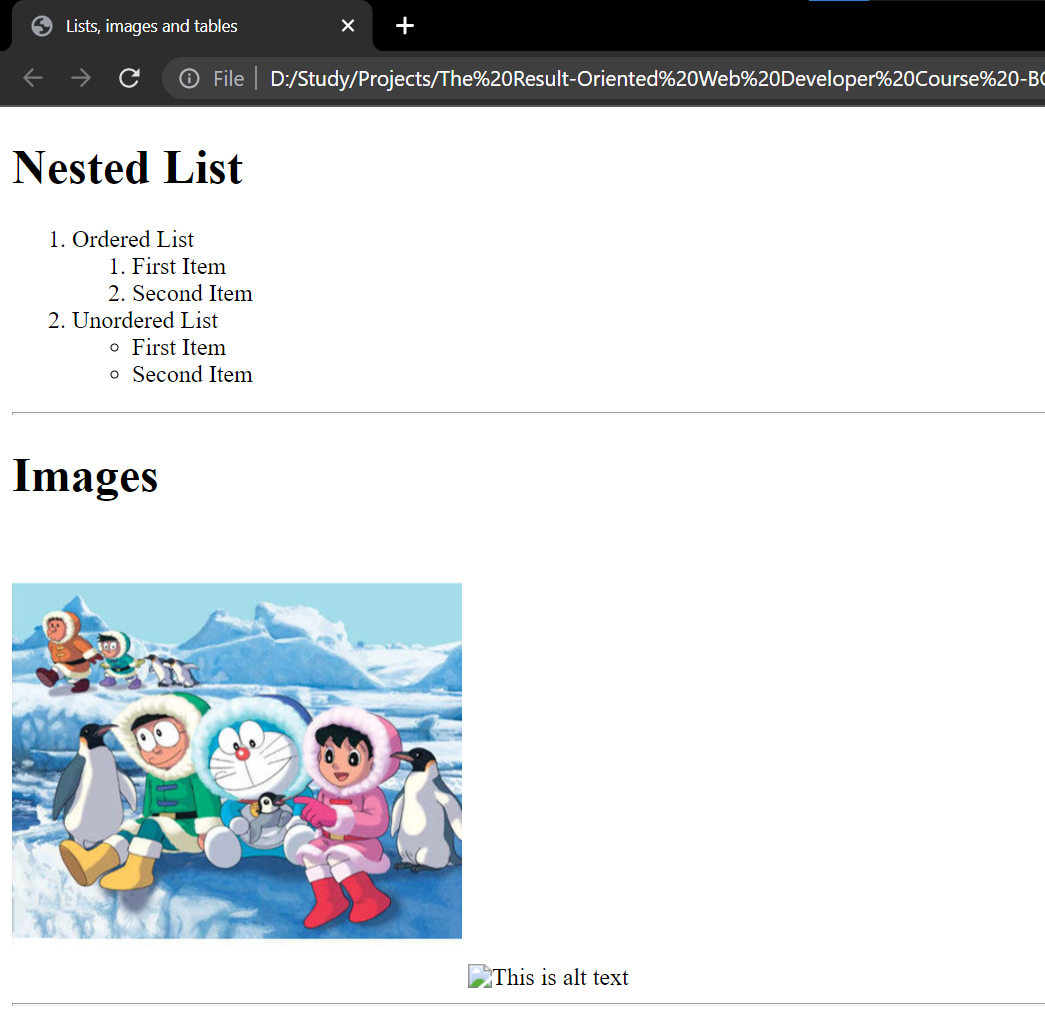 Lists, images and tables
File D:/Study/Projects/The%20Result-Oriented%20Web%20Developer%20Course%20-BC
Nested List
1. Ordered List
1. First Item
2. Second Item
2. Unordered List
First Item
Second Item
Images
This is alt text